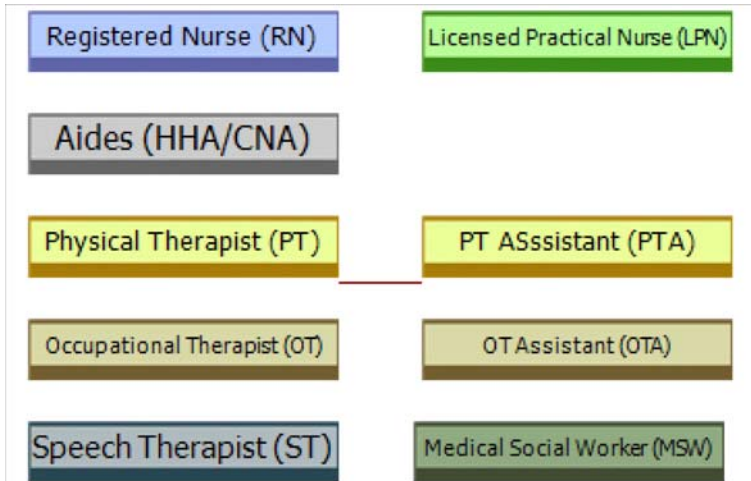 Registered Nurse (RN)
Licensed Practical Nurse (LPN)
Aides (HHA/CNA)
Physical Therapist (PT)
PT ASssistant (PTA)
Occupational Therapist (OT)
OT Assistant (OTA)
Speech Therapist (ST)
Medical Social Worker (MSW)